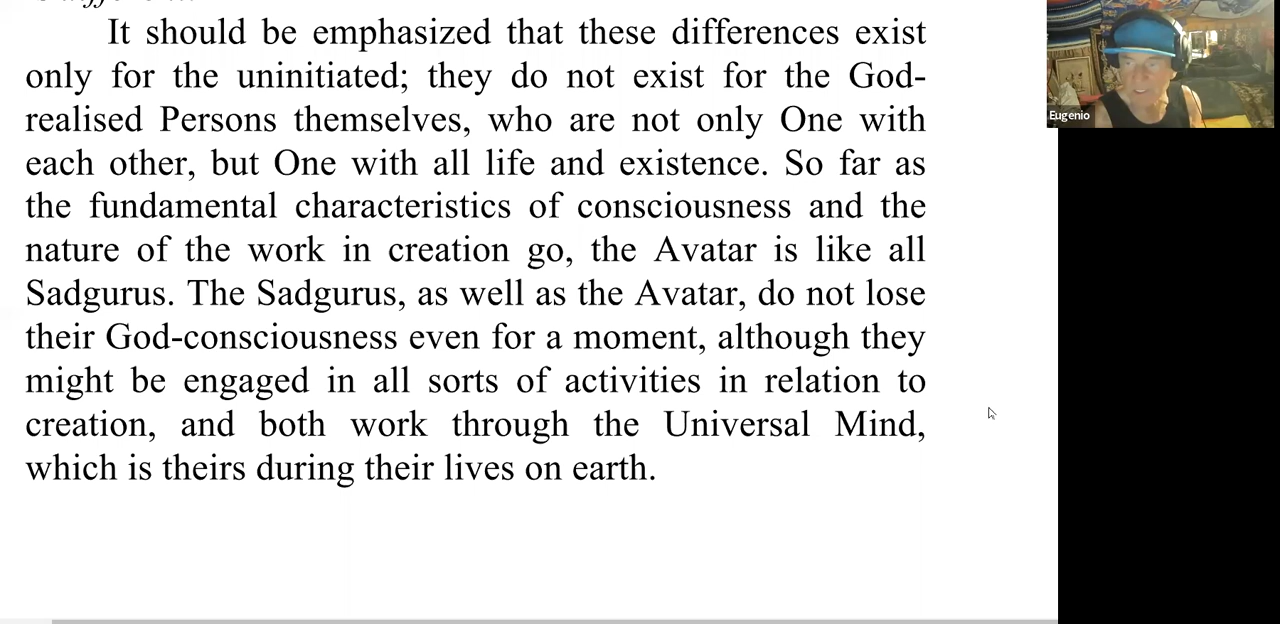 It should be emphasized that these differences exist
only for the uninitiated; they do not exist for the God-
realised Persons themselves, who are not only One with
each other, but One with all life and existence. So far as
the fundamental characteristics of consciousness and the
nature of the work in creation go, the Avatar is like all
Sadgurus. The Sadgurus, as well as the Avatar, do not lose
their God-consciousness even for a moment, although they
might be engaged in all sorts of activities in relation to
creation, and both work through the Universal Mind,
which is theirs during their lives on earth.
Eugenio